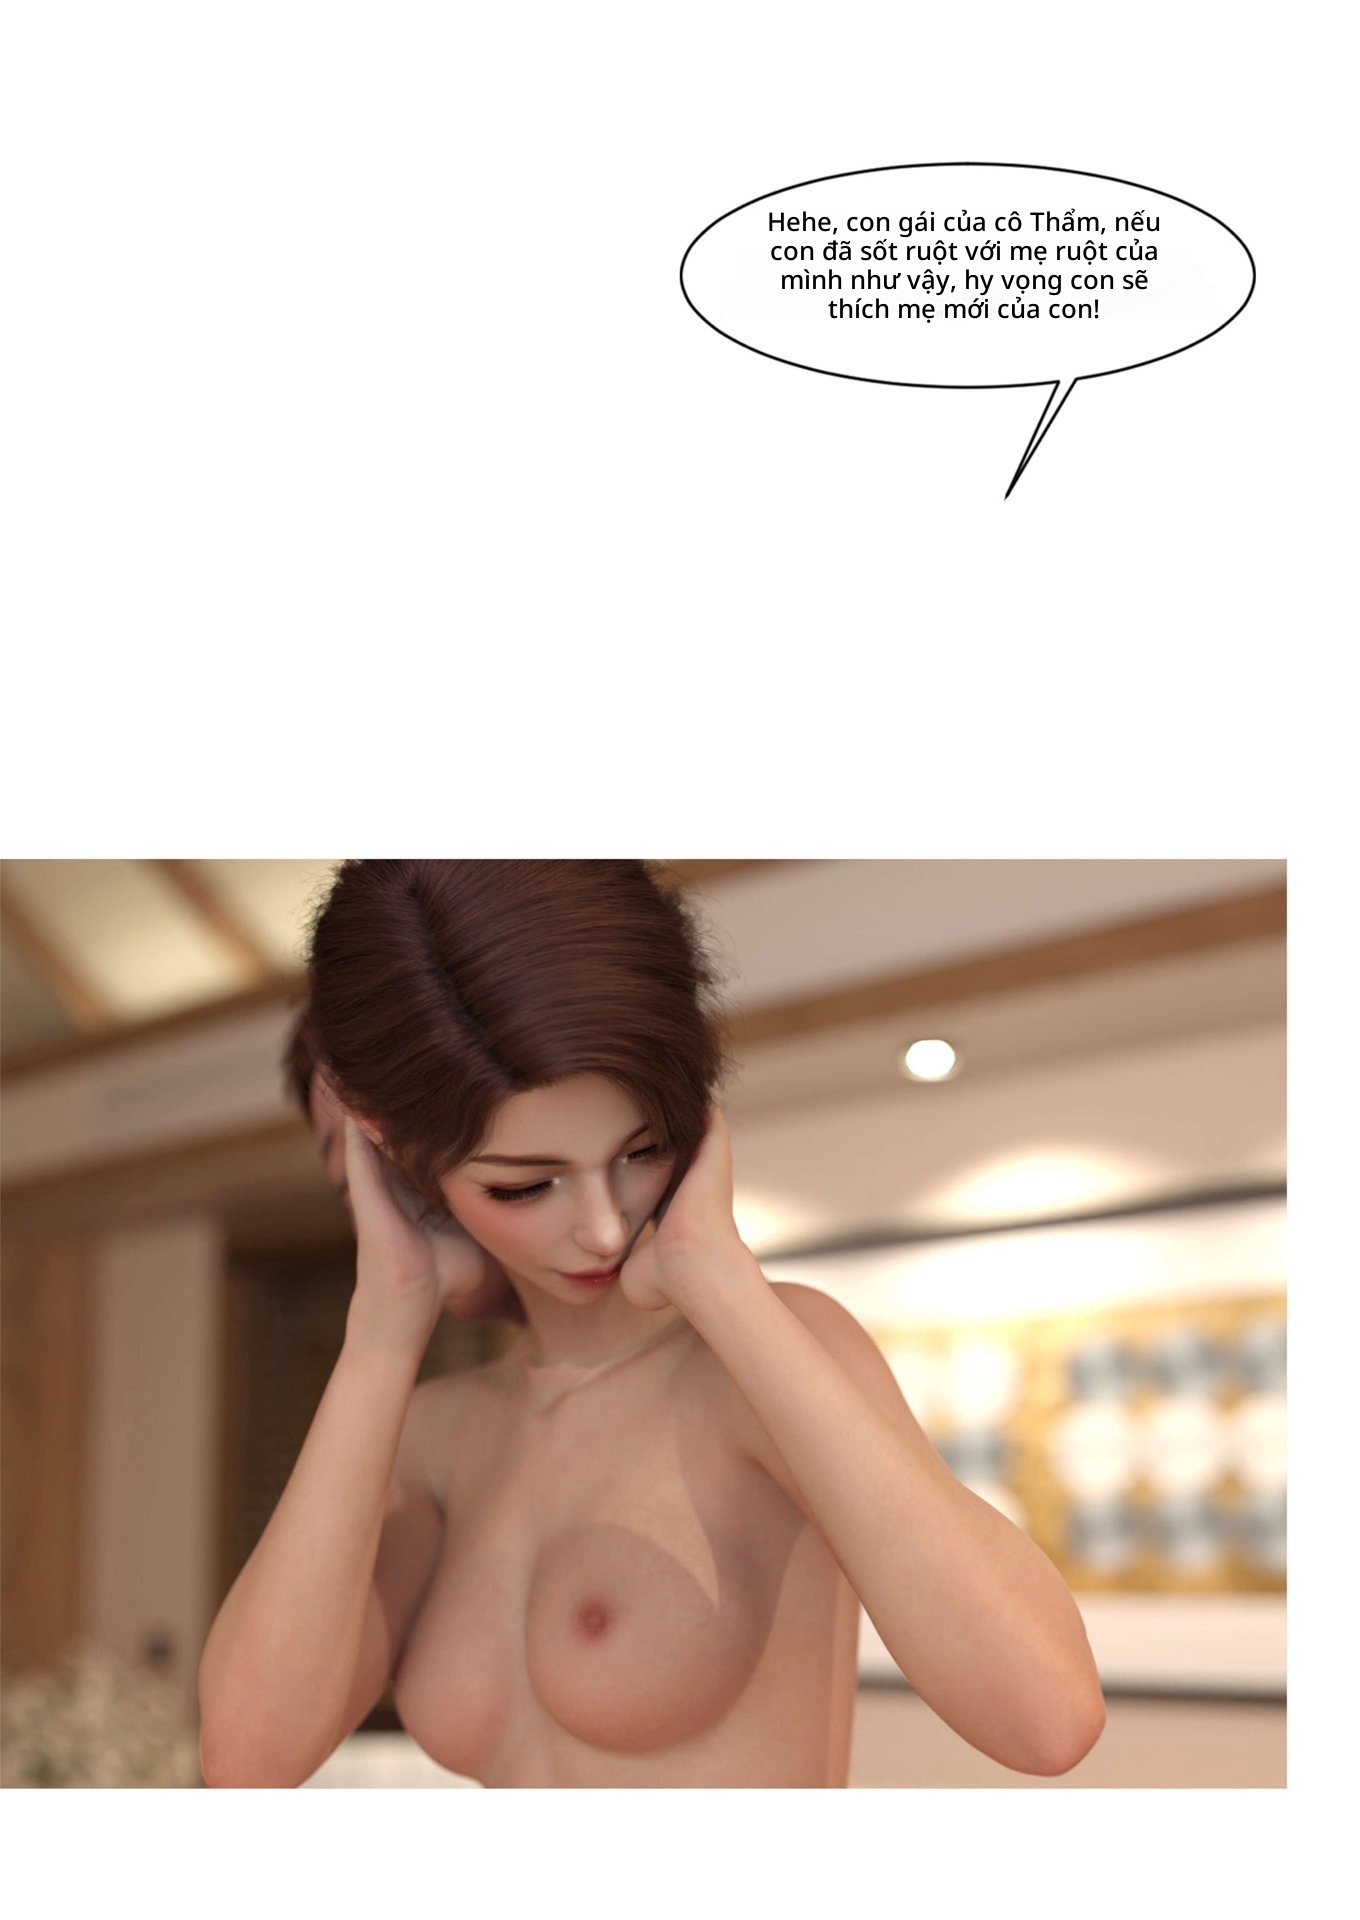 Hehe, con gái của cô Thẩm, nếu
con đã sốt ruột với mẹ ruột của
mình như vậy, hy vọng con sẽ
thích mẹ mới của con!